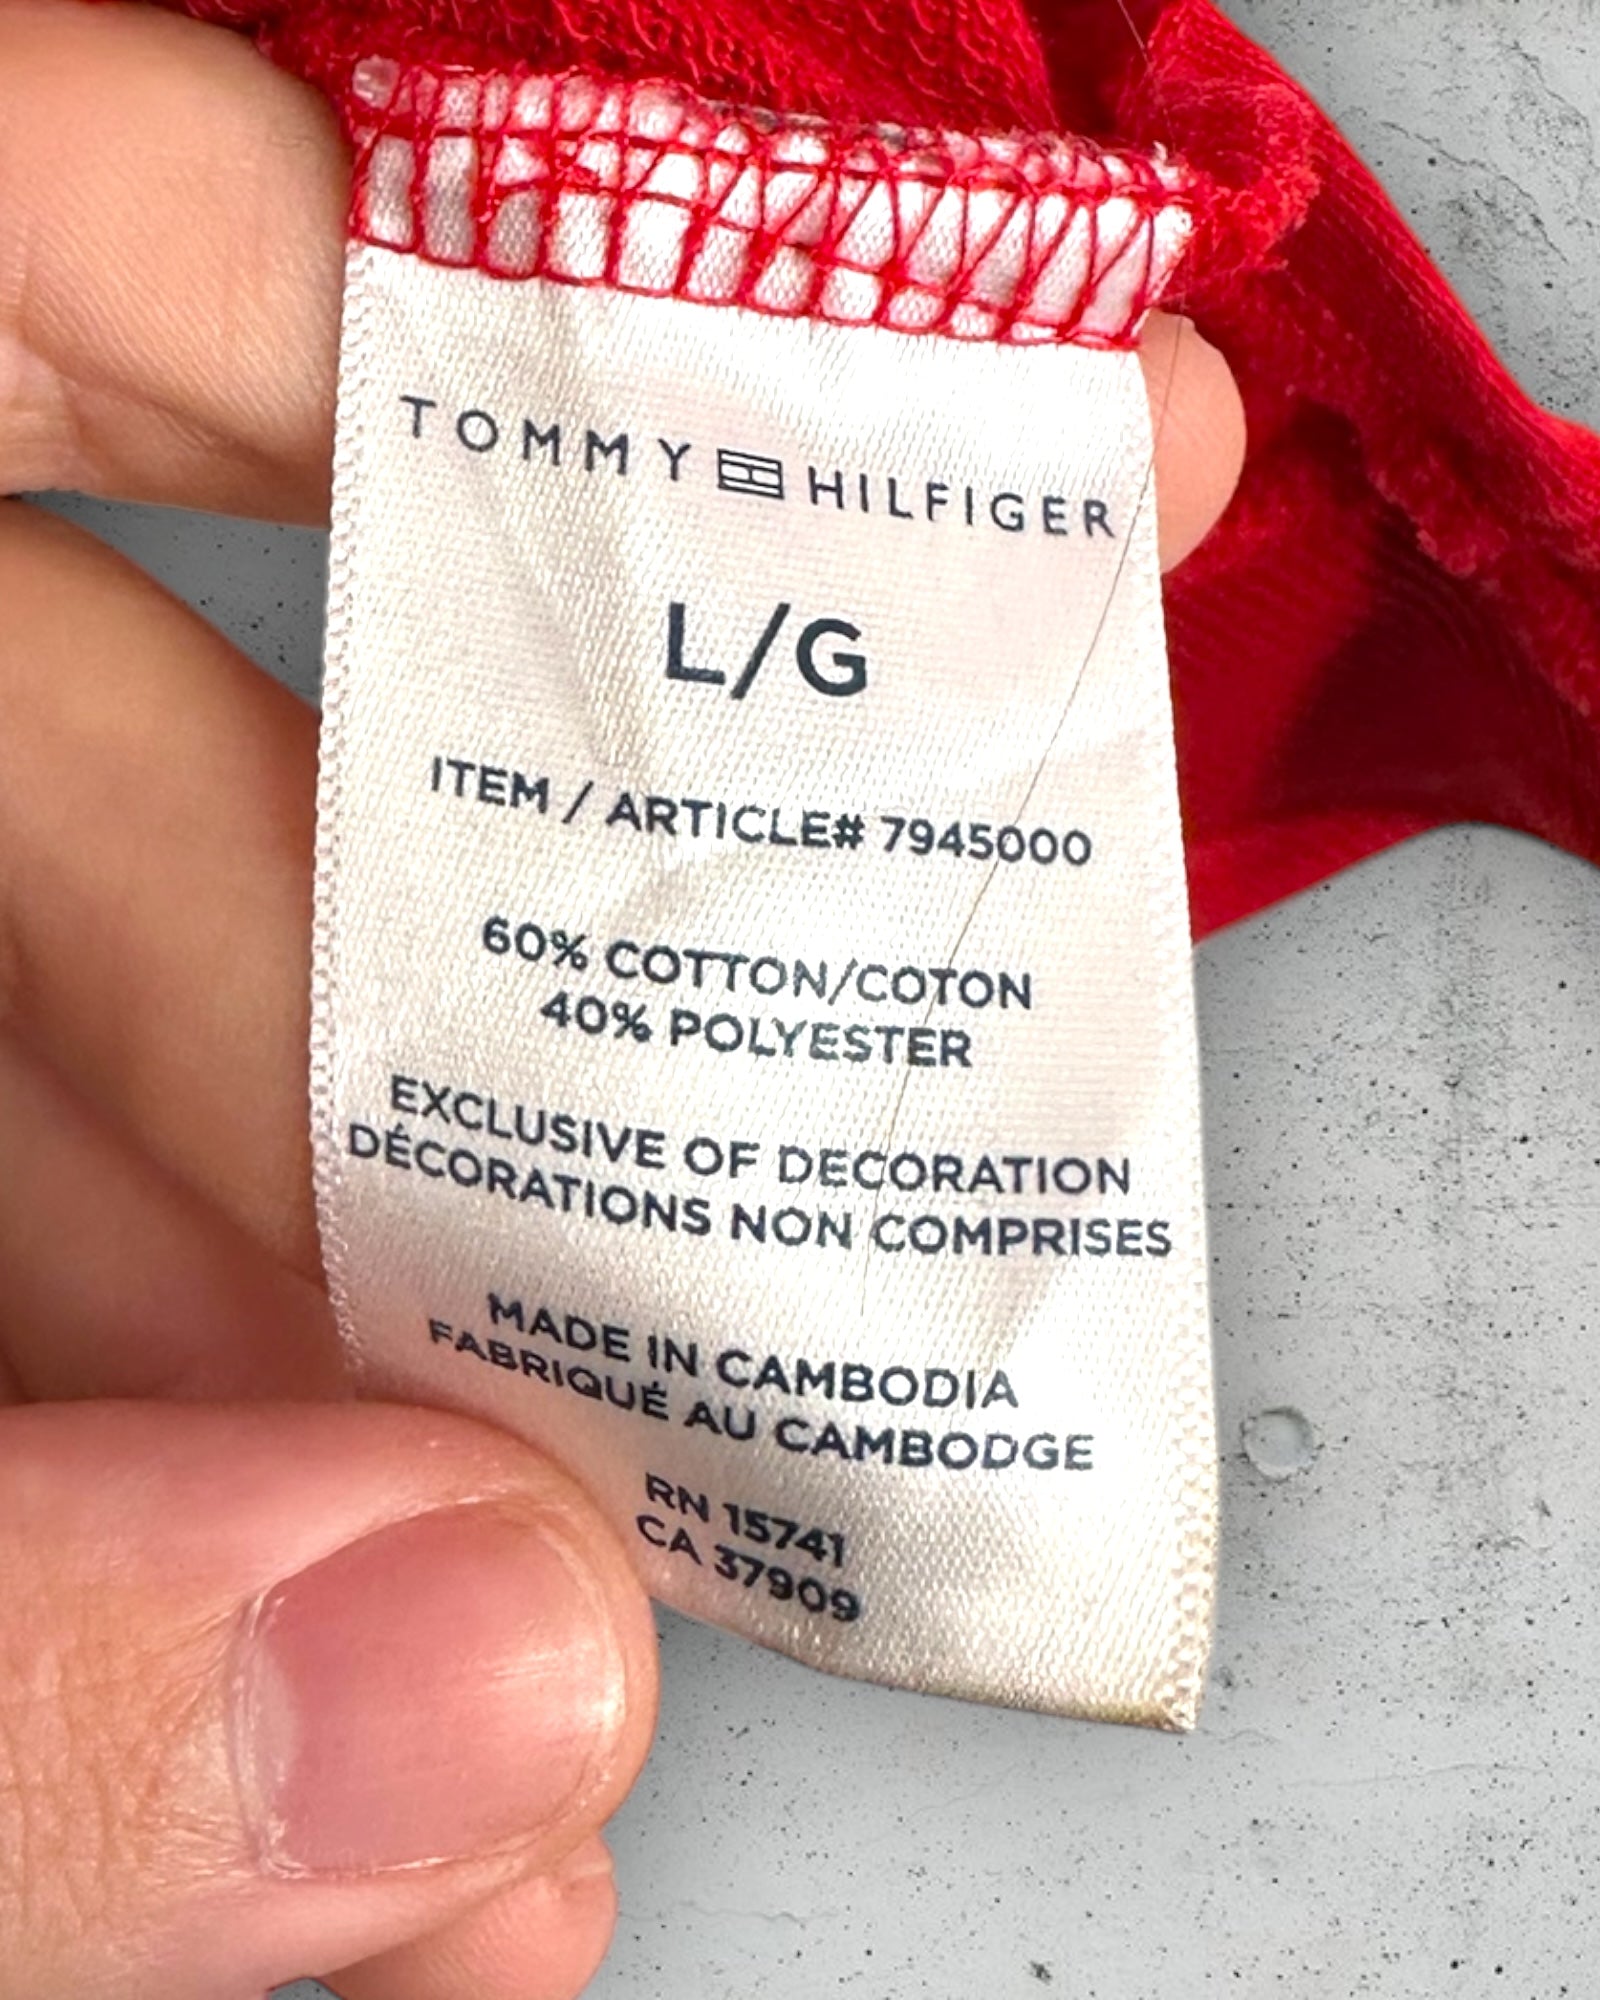 TOMMY HILFIGER
L/G
ITEM / ARTICLE# 7945000
60% COTTON/COTON
40% POLYESTER
EXCLUSIVE OF DECORATION
DÉCORATIONS NON COMPRISES
MADE IN CAMBODIA
FABRIQUÉ AU CAMBODGE
RN 15741
CA 37909